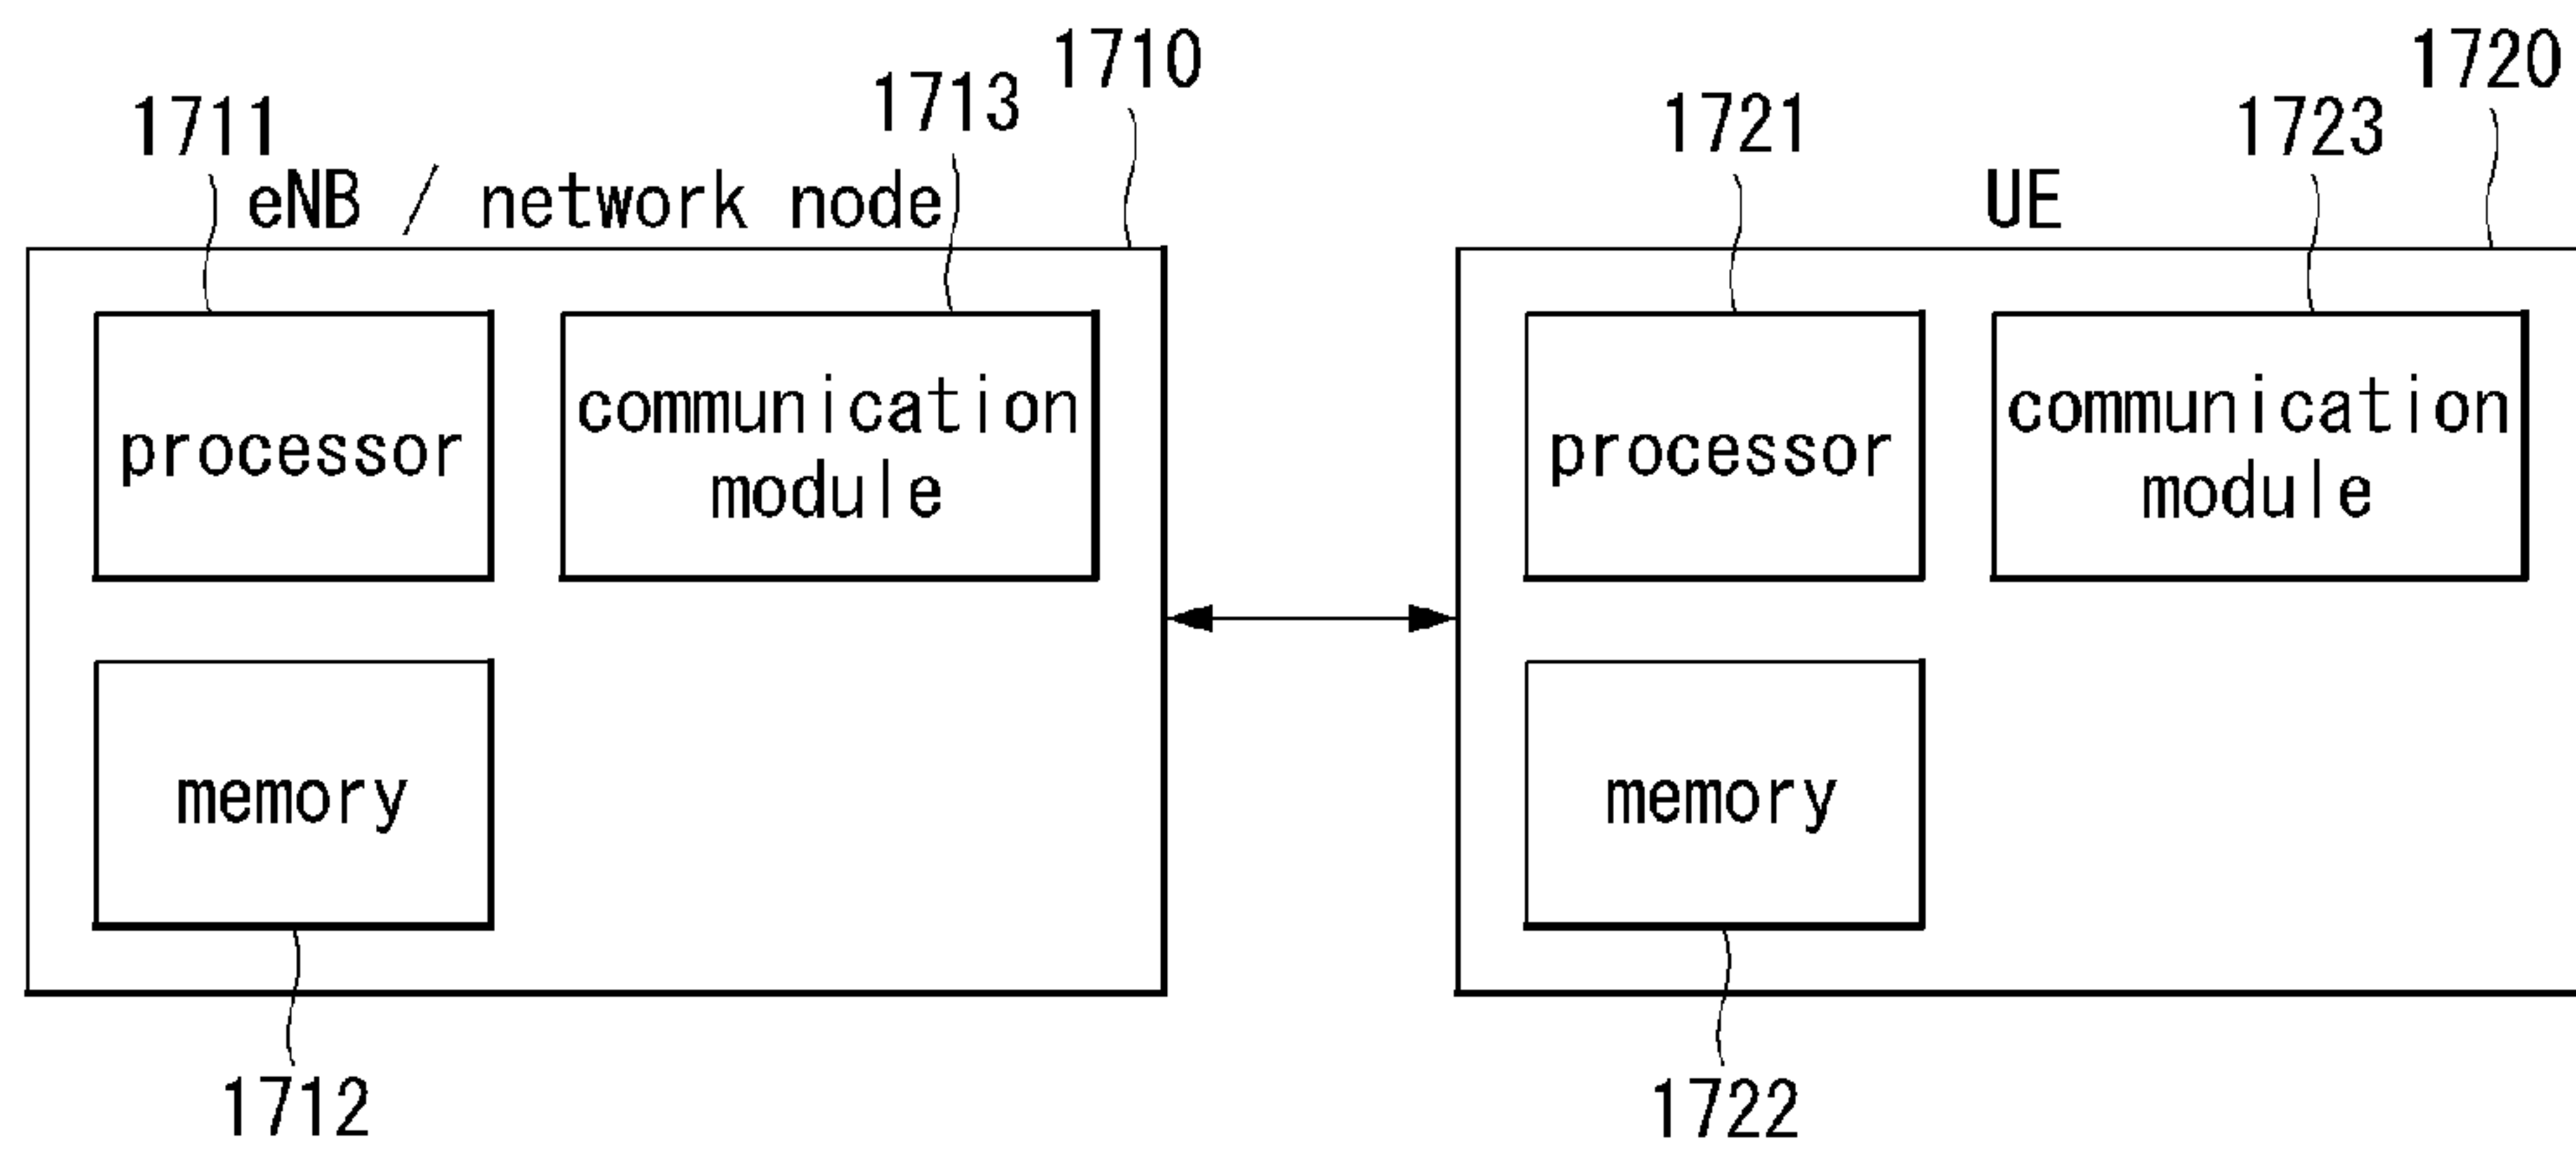 1710
1720
1713
1711
1721
1723
eNB / network node
UE
processor
communication
module
processor
communication
module
memory
memory
1712
1722